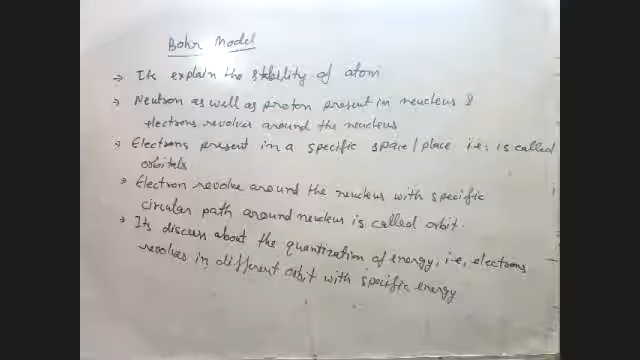 Bohr Model
→ Its explain the stability of atom
→ Neutron as well as proton present in neucleus &
electrons revolves around the neucleus
→ Electrons present in a specific space/place i.e; is called
orbitals.
→ Electron revolve around the neucleus with specific
circular path around neucleus is called orbit.
→ Its discuss about the quantization of energy, i.e, electrons
revolves in different orbit with specific energy